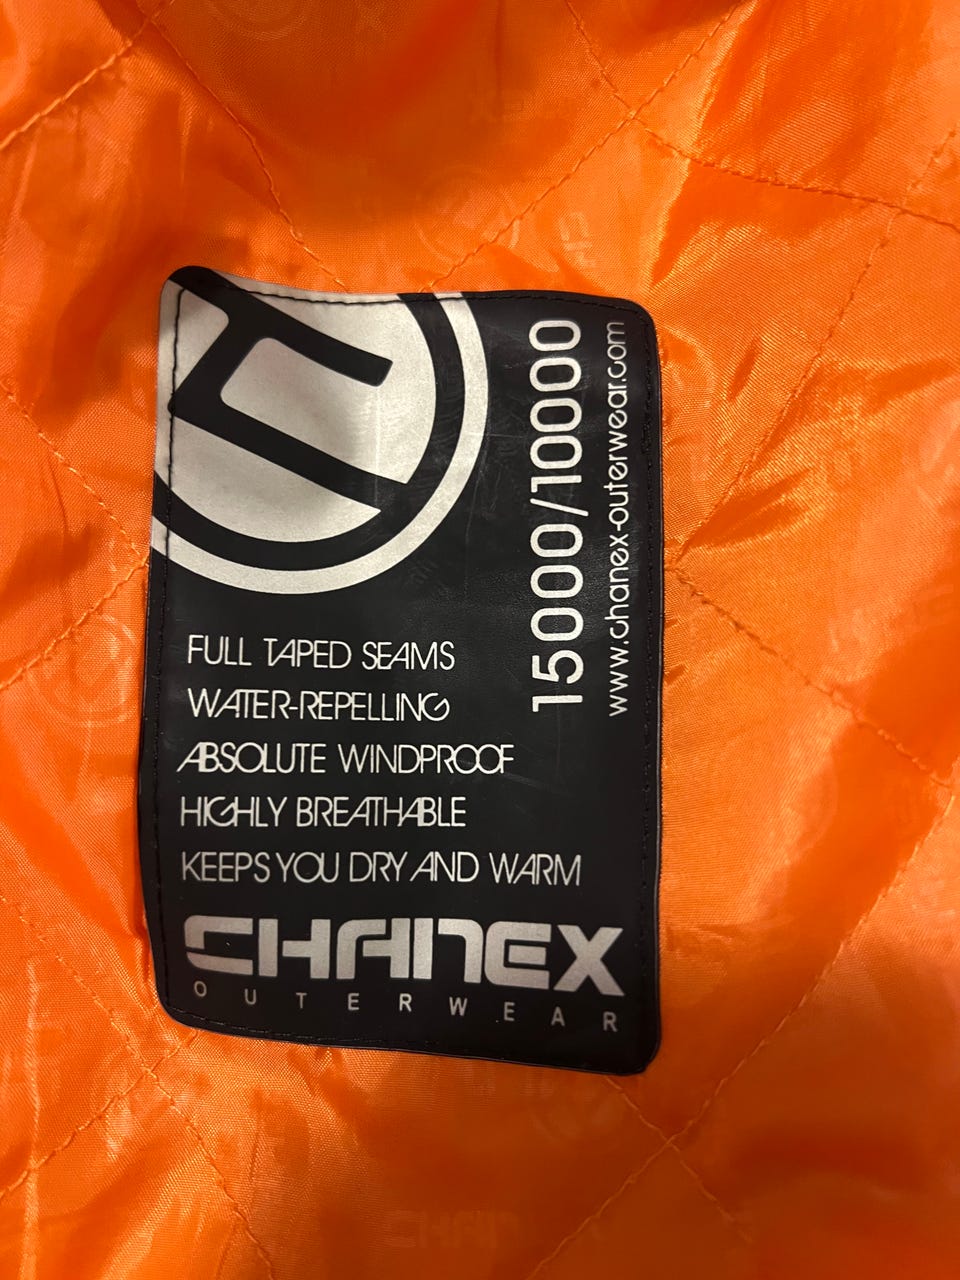 FULL TAPED SEAMS
WATER-REPELLING
ABSOLUTE WINDPROOF
HIGHLY BREATHABLE
KEEPS YOU DRY AND WARM
CHANEX
OUTERWEAR
15000/10000
www.chanex-outerwear.com